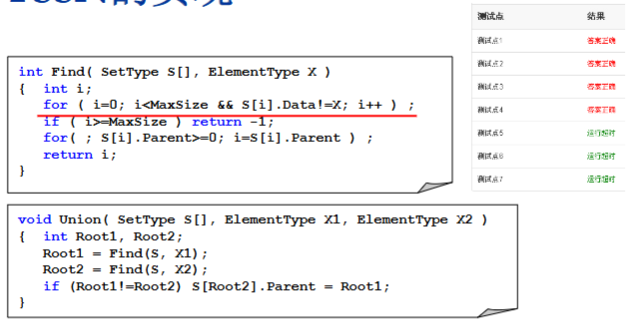 的实现
int Find( SetType S[], ElementType X )
{ int i;
for ( i=0; i<MaxSize && S[i].Data!=X; i++ ) ;
if ( i>=MaxSize ) return -1;
for( ; S[i].Parent>=0; i=S[i].Parent ) ;
return i;
}
void Union( SetType S[], ElementType X1, ElementType X2 )
{ int Root1, Root2;
Root1 = Find(S, X1);
Root2 = Find(S, X2);
if (Root1!=Root2) S[Root2].Parent = Root1;
}
测试点 结果
测试点1 答案正确
测试点2 答案正确
测试点3 答案正确
测试点4 答案正确
测试点5 运行超时
测试点6 运行超时
测试点7 运行超时